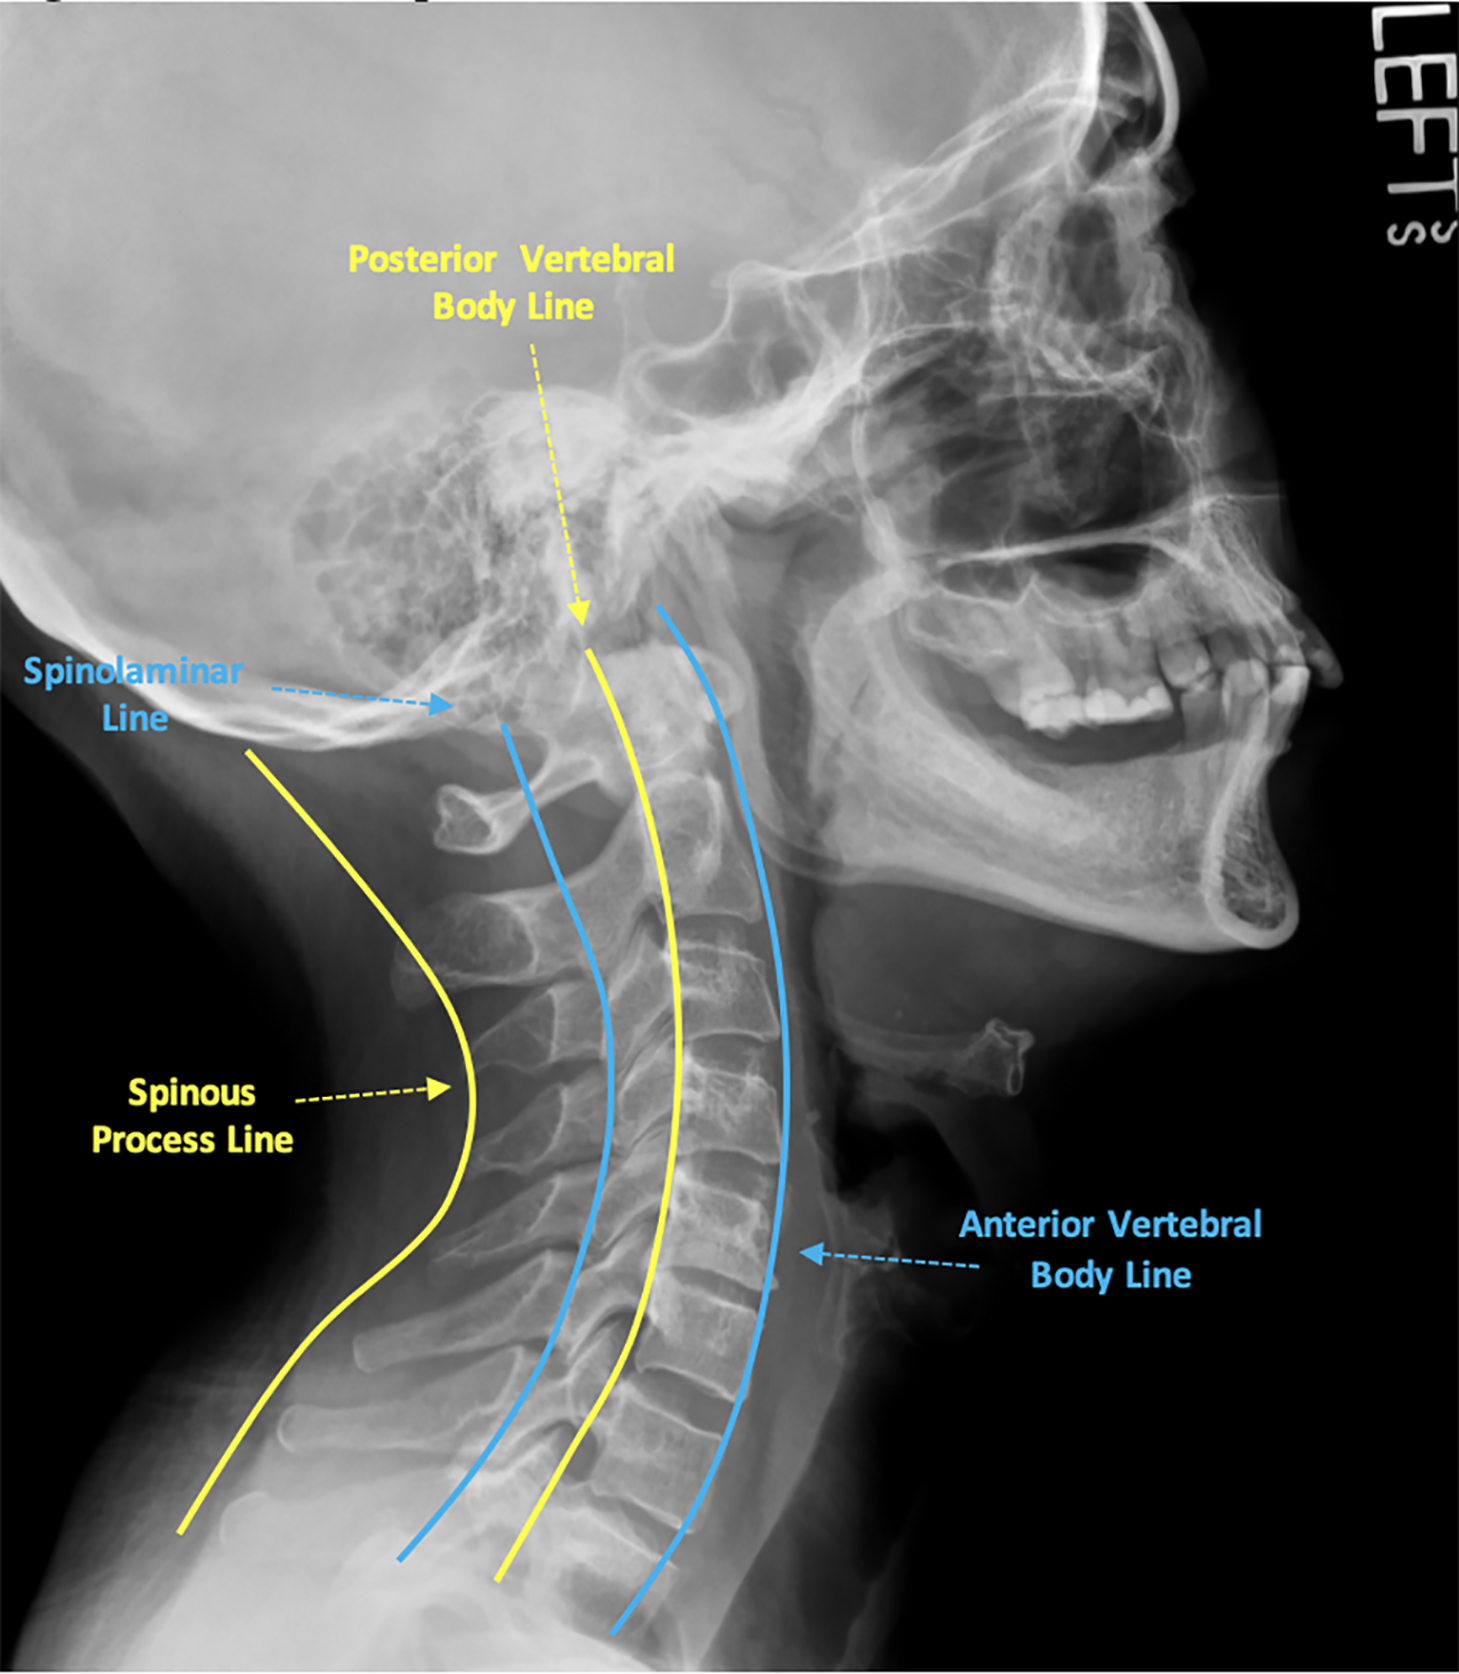 LEFT
S S
Posterior Vertebral
Body Line
Spinolaminar
Line
Spinous
Process Line
Anterior Vertebral
Body Line